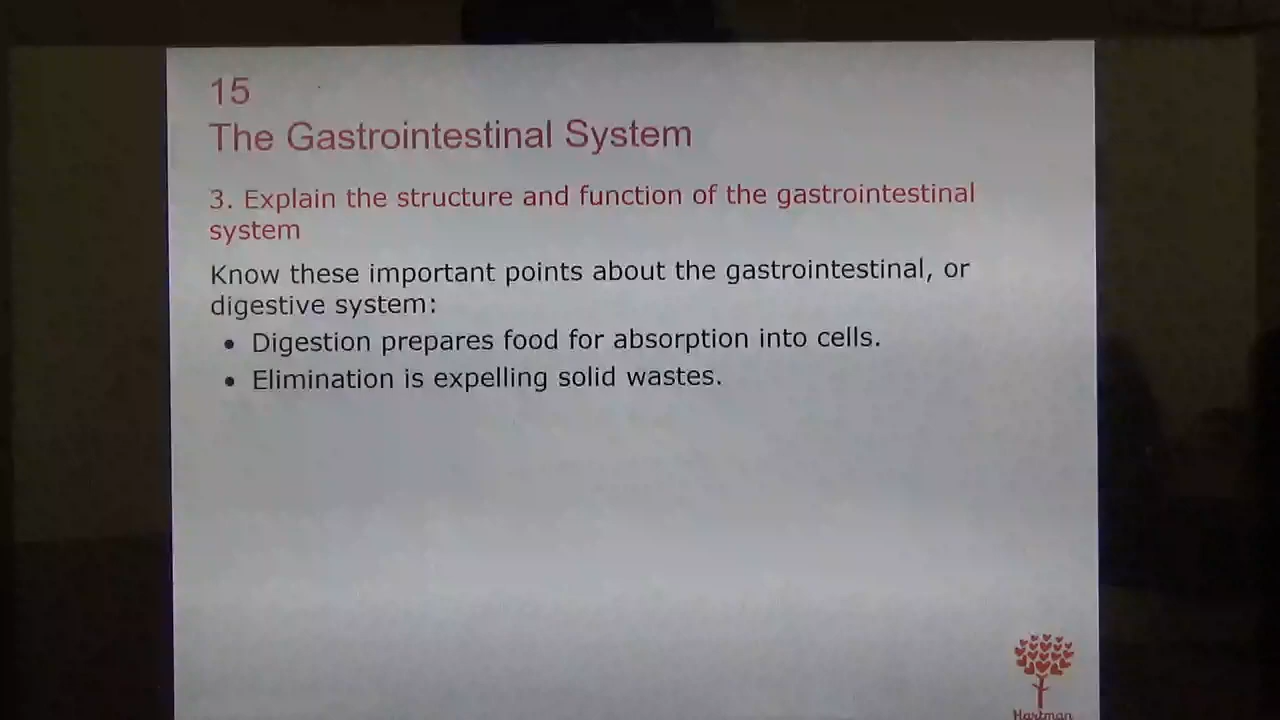 15
The Gastrointestinal System
3. Explain the structure and function of the gastrointestinal
system
Know these important points about the gastrointestinal, or
digestive system:
• Digestion prepares food for absorption into cells.
• Elimination is expelling solid wastes.
Hartman